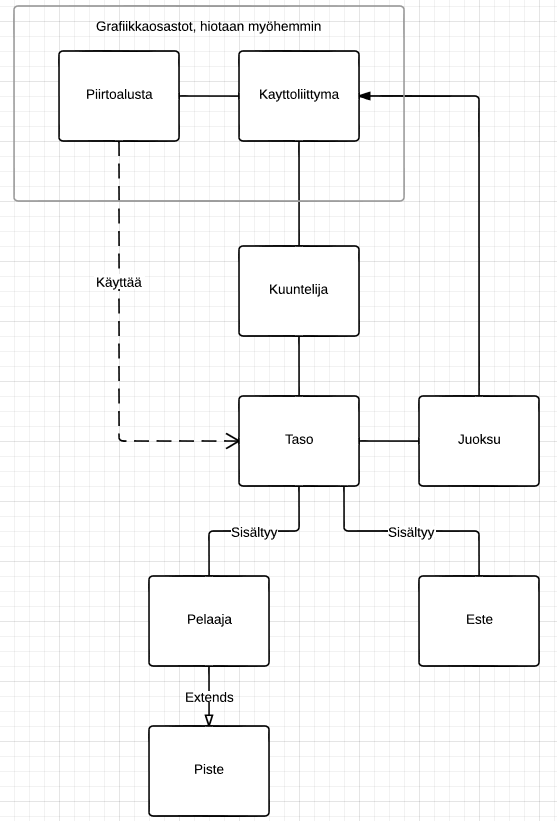 Grafiikkaosastot, hiotaan myöhemmin
Piirtoalusta
Kayttoliittyma
Käyttää
Kuuntelija
Taso
Juoksu
Sisältyy
Sisältyy
Pelaaja
Este
Extends
Piste